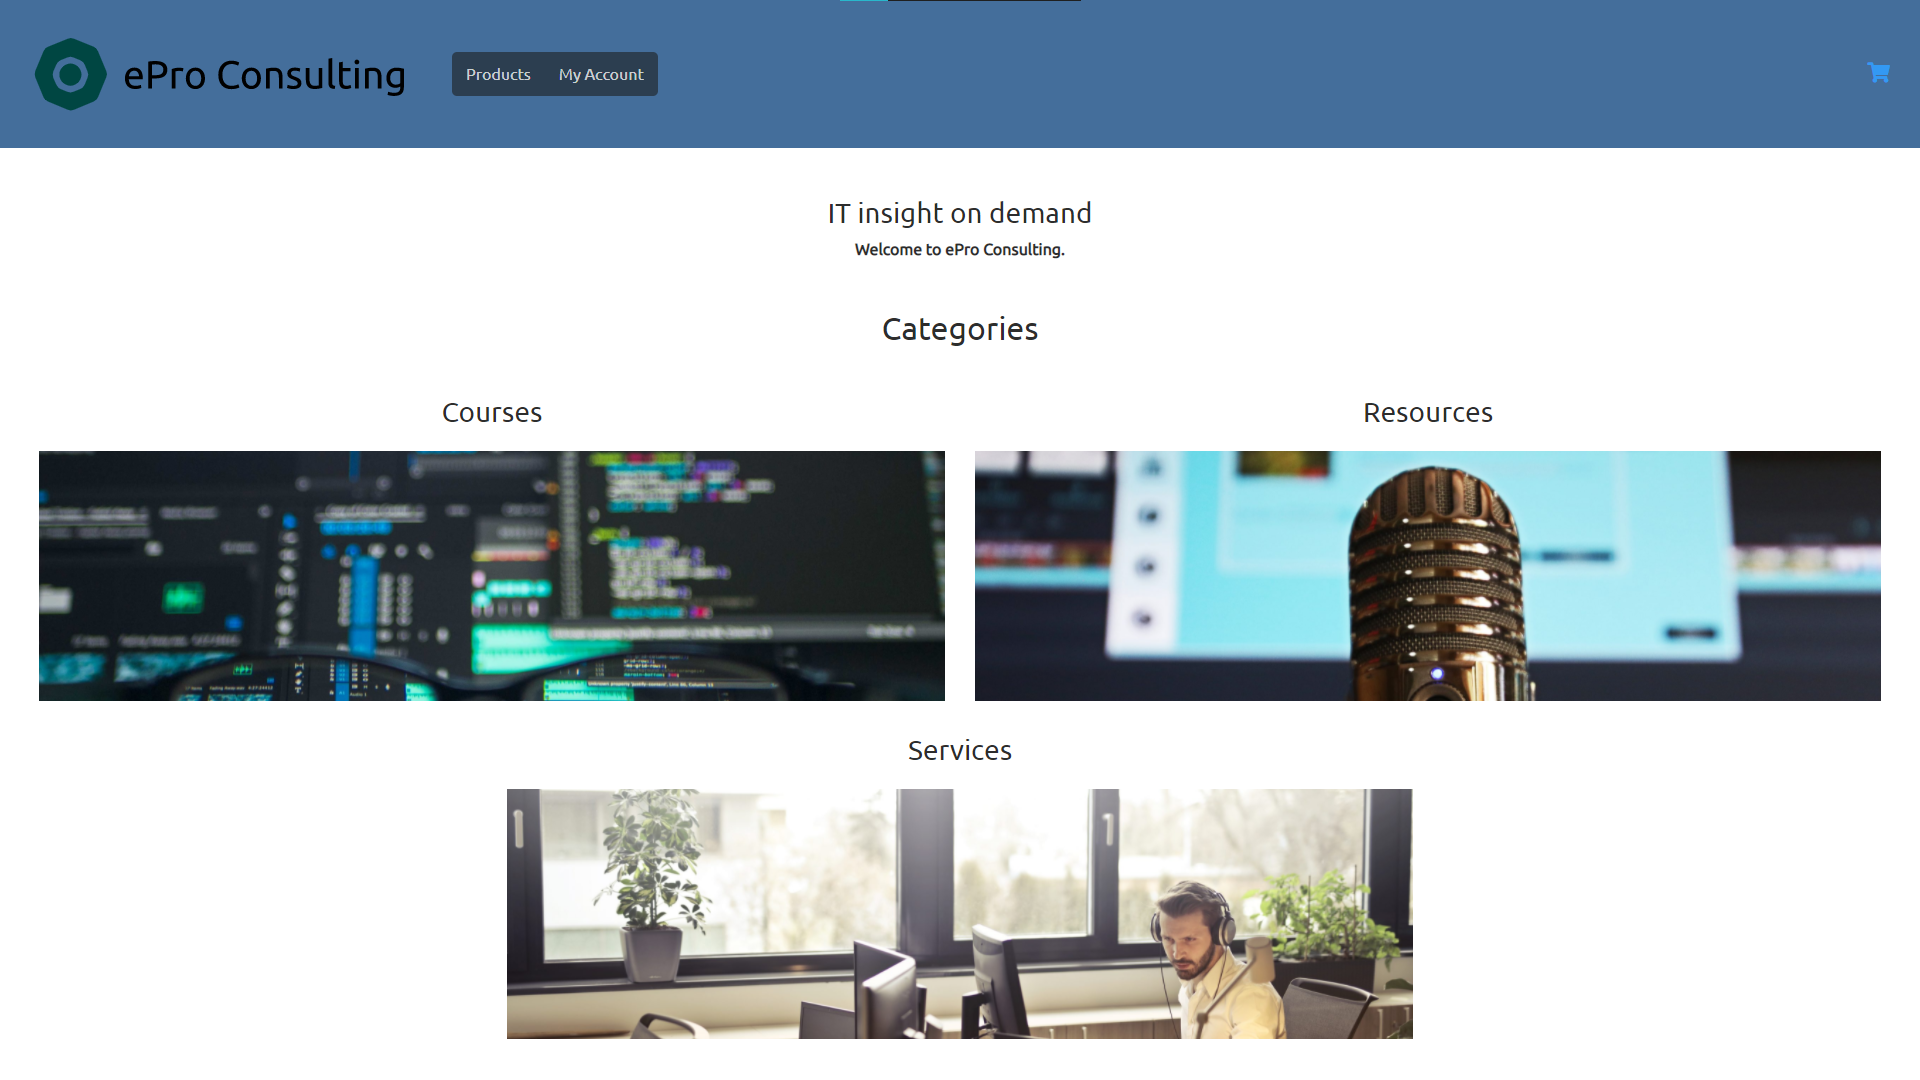 ePro Consulting
Products
My Account
IT insight on demand
Welcome to ePro Consulting.
Categories
Courses
Resources
Services